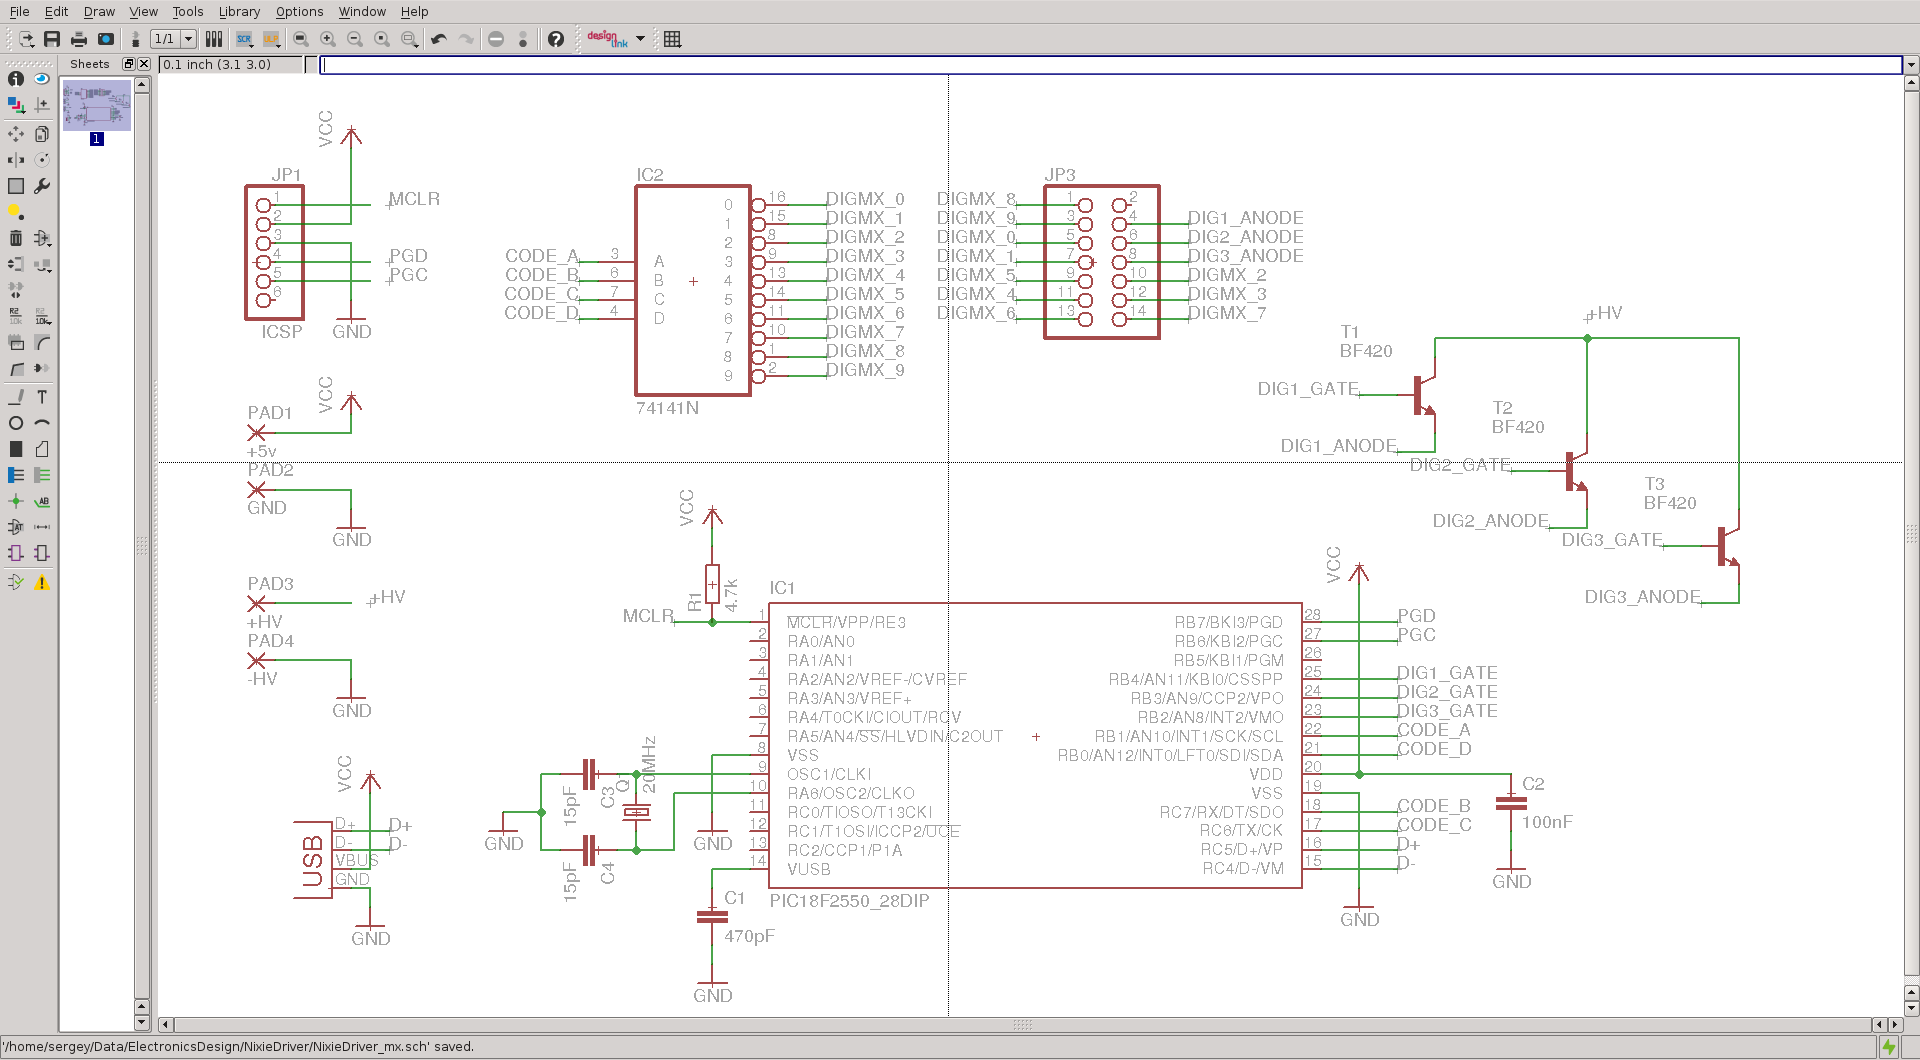 File Edit Draw View Tools Library Options Window Help
1/1
SCR
design link
Sheets
0.1 inch (3.1 3.0)
1
VCC
JP1
1
2
3
4
5
6
MCLR
PGD
PGC
ICSP
GND
IC2
CODE_A 3 A
CODE_B 6 B
CODE_C 7 C
CODE_D 4 D
0 16 DIGMX_0
1 15 DIGMX_1
2 8 DIGMX_2
3 9 DIGMX_3
4 13 DIGMX_4
5 14 DIGMX_5
6 11 DIGMX_6
7 10 DIGMX_7
8 1 DIGMX_8
9 2 DIGMX_9
74141N
JP3
DIGMX_8 1 2
DIGMX_9 3 4 DIG1_ANODE
DIGMX_0 5 6 DIG2_ANODE
DIGMX_1 7 8 DIG3_ANODE
DIGMX_5 9 10 DIGMX_2
DIGMX_4 11 12 DIGMX_3
DIGMX_6 13 14 DIGMX_7
+HV
T1
BF420
DIG1_GATE
DIG1_ANODE
T2
BF420
DIG2_GATE
DIG2_ANODE
T3
BF420
DIG3_GATE
DIG3_ANODE
VCC
PAD1
+5v
PAD2
GND
GND
PAD3
+HV
+HV
PAD4
-HV
GND
VCC
USB
D+ D+
D- D-
VBUS
GND
GND
VCC
R1
4.7k
MCLR
IC1
1 MCLR/VPP/RE3
2 RA0/AN0
3 RA1/AN1
4 RA2/AN2/VREF-/CVREF
5 RA3/AN3/VREF+
6 RA4/T0CKI/CIOUT/RCV
7 RA5/AN4/SS/HLVDIN/C2OUT
8 VSS
9 OSC1/CLKI
10 RA6/OSC2/CLKO
11 RC0/TIOSO/T13CKI
12 RC1/T1OSI/ICCP2/UCE
13 RC2/CCP1/P1A
14 VUSB
RB7/BKI3/PGD 28 PGD
RB6/KBI2/PGC 27 PGC
RB5/KBI1/PGM 26
RB4/AN11/KBI0/CSSPP 25 DIG1_GATE
RB3/AN9/CCP2/VPO 24 DIG2_GATE
RB2/AN8/INT2/VMO 23 DIG3_GATE
RB1/AN10/INT1/SCK/SCL 22 CODE_A
RB0/AN12/INT0/LFT0/SDI/SDA 21 CODE_D
VDD 20
VSS 19
RC7/RX/DT/SDO 18 CODE_B
RC6/TX/CK 17 CODE_C
RC5/D+/VP 16 D+
RC4/D-/VM 15 D-
PIC18F2550_28DIP
15pF
C3
20MHz
15pF
C4
GND
GND
C1
470pF
GND
VCC
C2
100nF
GND
GND
'/home/sergey/Data/ElectronicsDesign/NixieDriver/NixieDriver_mx.sch' saved.